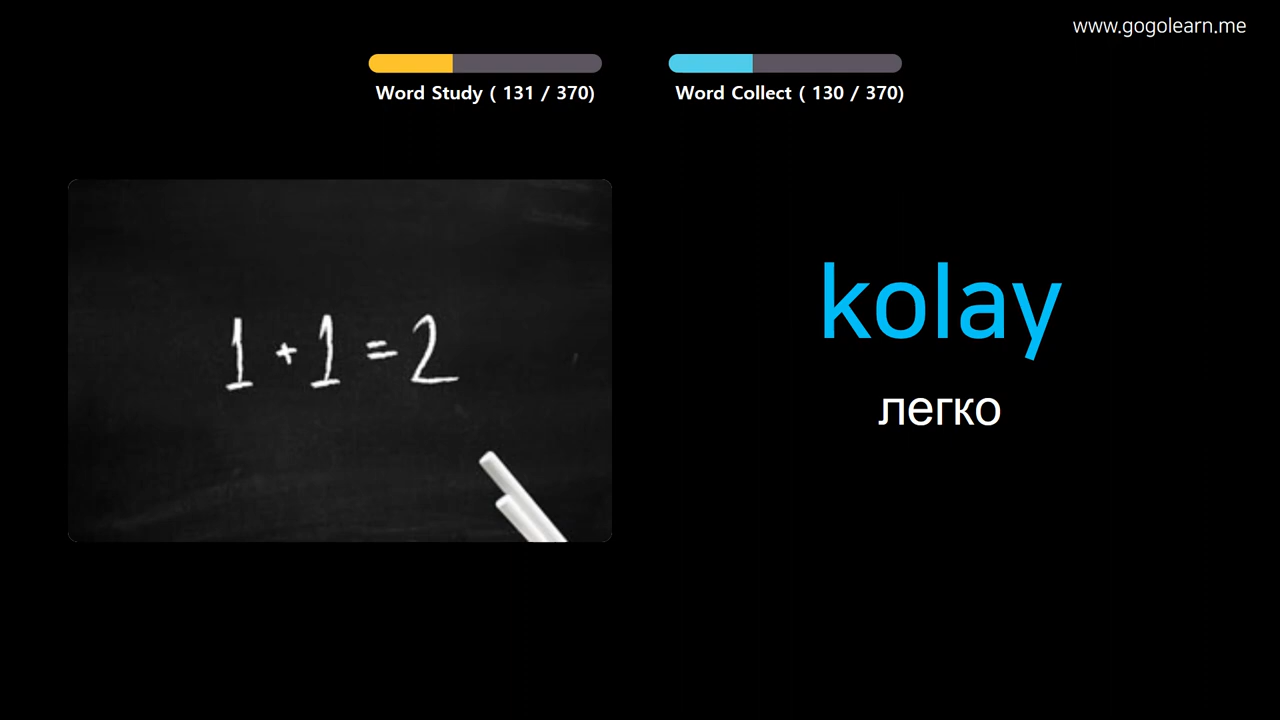 www.gogolearn.me
Word Study ( 131 / 370)
Word Collect ( 130 / 370)
1 + 1 = 2
kolay
легко